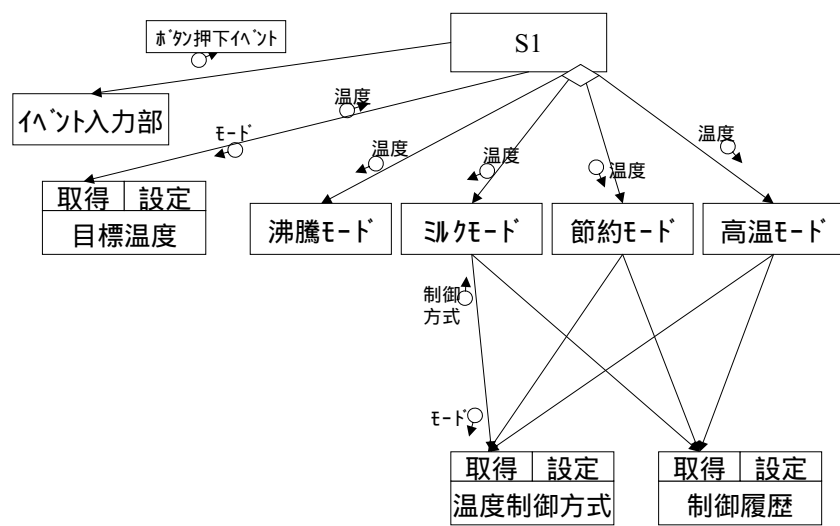 ﾎﾞﾀﾝ押下ｲﾍﾞﾝﾄ
S1
ｲﾍﾞﾝﾄ入力部
温度
ﾓｰﾄﾞ
温度
温度
温度
温度
取得 設定
目標温度
沸騰ﾓｰﾄﾞ
ﾐﾙｸﾓｰﾄﾞ
節約ﾓｰﾄﾞ
高温ﾓｰﾄﾞ
制御
方式
ﾓｰﾄﾞ
取得 設定
温度制御方式
取得 設定
制御履歴